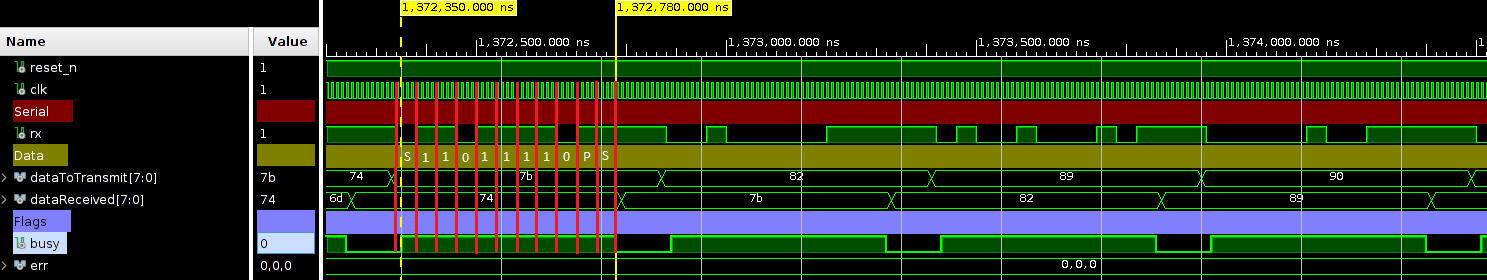 1,372,350.000 ns 1,372,780.000 ns
Name Value 1,372,500.000 ns 1,373,000.000 ns 1,373,500.000 ns 1,374,000.000 ns 1
reset_n 1
clk 1
Serial
rx 1
Data S 1 1 0 1 1 1 1 0 P S
dataToTransmit[7:0] 7b 74 7b 82 89 90
dataReceived[7:0] 74 6d 74 7b 82 89
Flags
busy 0
err 0,0,0 0,0,0